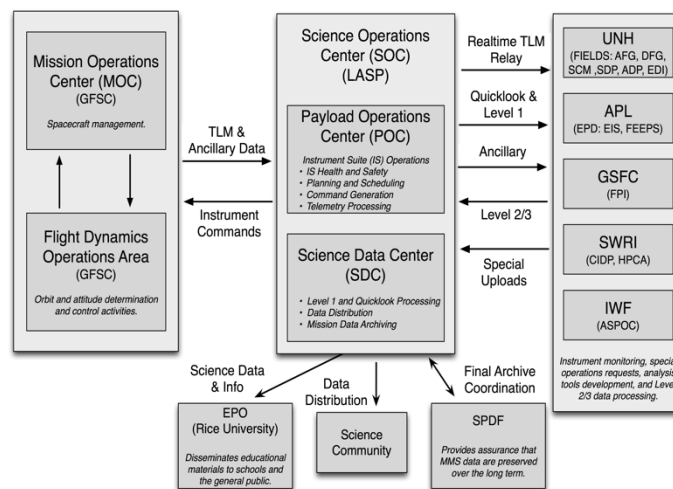 Mission Operations
Center (MOC)
(GFSC)
Spacecraft management.
Flight Dynamics
Operations Area
(GFSC)
Orbit and attitude determination
and control activities.
TLM &
Ancillary Data
Instrument
Commands
Science Operations
Center (SOC)
(LASP)
Payload Operations
Center (POC)
Instrument Suite (IS) Operations
• IS Health and Safety
• Planning and Scheduling
• Command Generation
• Telemetry Processing
Science Data Center
(SDC)
• Level 1 and Quicklook Processing
• Data Distribution
• Mission Data Archiving
Realtime TLM
Relay
Quicklook &
Level 1
Ancillary
Level 2/3
Special
Uploads
UNH
(FIELDS: AFG, DFG,
SCM ,SDP, ADP, EDI)
APL
(EPD: EIS, FEEPS)
GSFC
(FPI)
SWRI
(CIDP, HPCA)
IWF
(ASPOC)
Instrument monitoring, special
operations requests, analysis
tools development, and Level
2/3 data processing.
Science Data
& Info
Data
Distribution
Final Archive
Coordination
EPO
(Rice University)
Disseminates educational
materials to schools and
the general public.
Science
Community
SPDF
Provides assurance that
MMS data are preserved
over the long term.